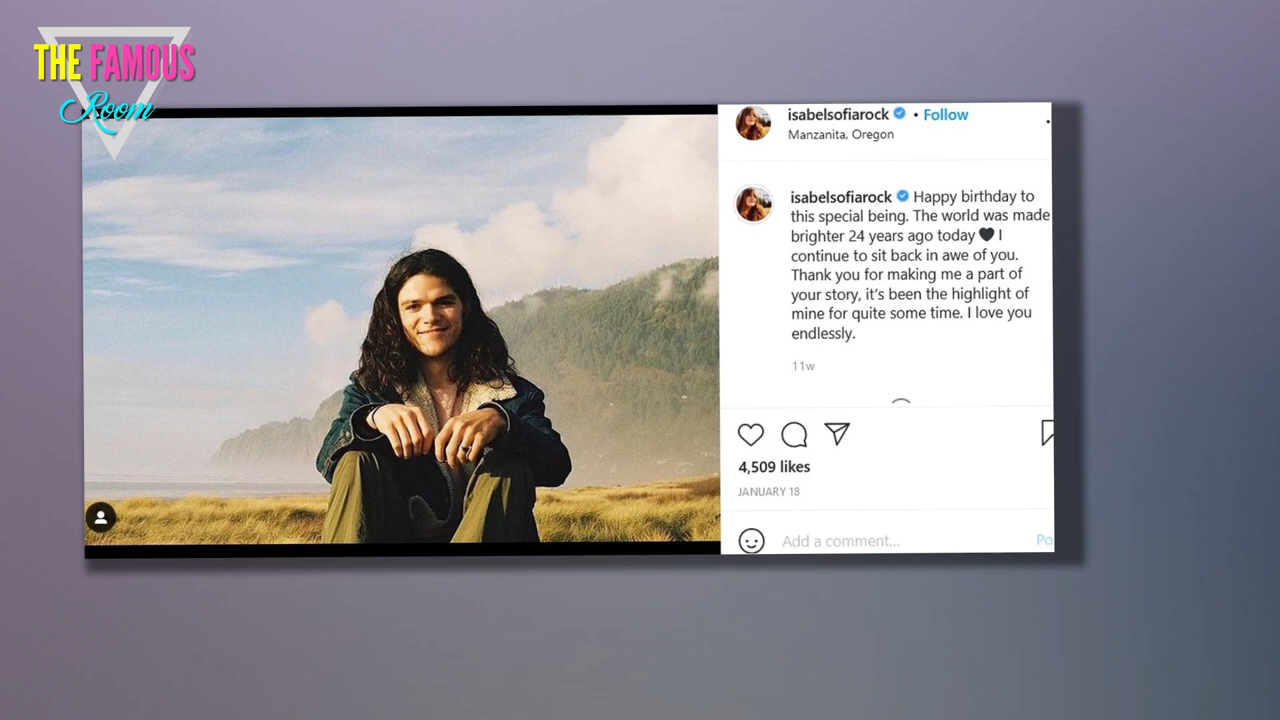 THE FAMOUS
Room
isabelsofiarock • Follow
Manzanita, Oregon
isabelsofiarock Happy birthday to
this special being. The world was made
brighter 24 years ago today🖤 I
continue to sit back in awe of you.
Thank you for making me a part of
your story, it's been the highlight of
mine for quite some time. I love you
endlessly.
11w
4,509 likes
JANUARY 18
Add a comment...
Po